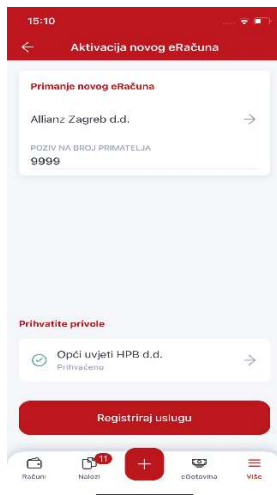 15:10
Aktivacija novog eRačuna
Primanje novog eRačuna
Allianz Zagreb d.d.
POZIV NA BROJ PRIMATELJA
9999
Prihvatite privole
Opći uvjeti HPB d.d.
Prihvaćeno
Registriraj uslugu
11
Računi Nalozi eGotovina Više